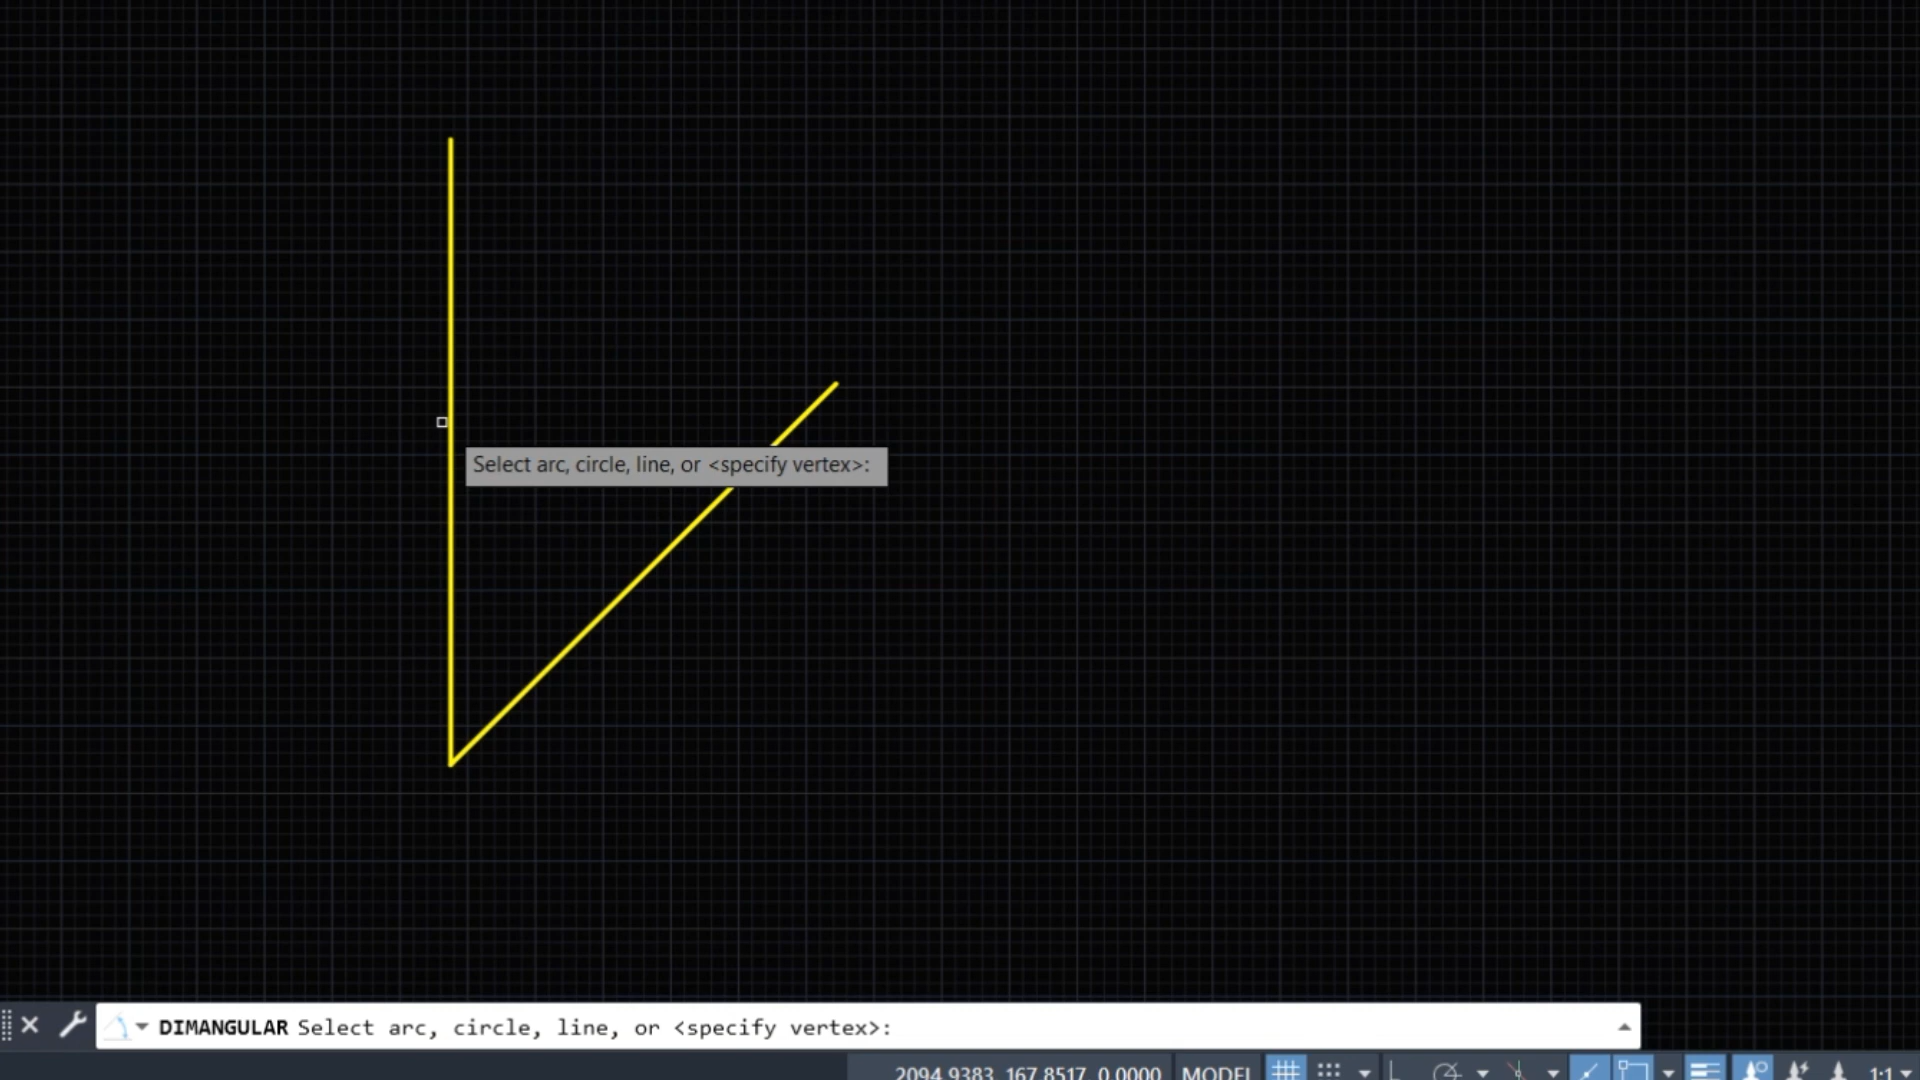 Select arc, circle, line, or <specify vertex>:
DIMANGULAR Select arc, circle, line, or <specify vertex>:
2094.9383, 167.8517, 0.0000 MODEL 1:1